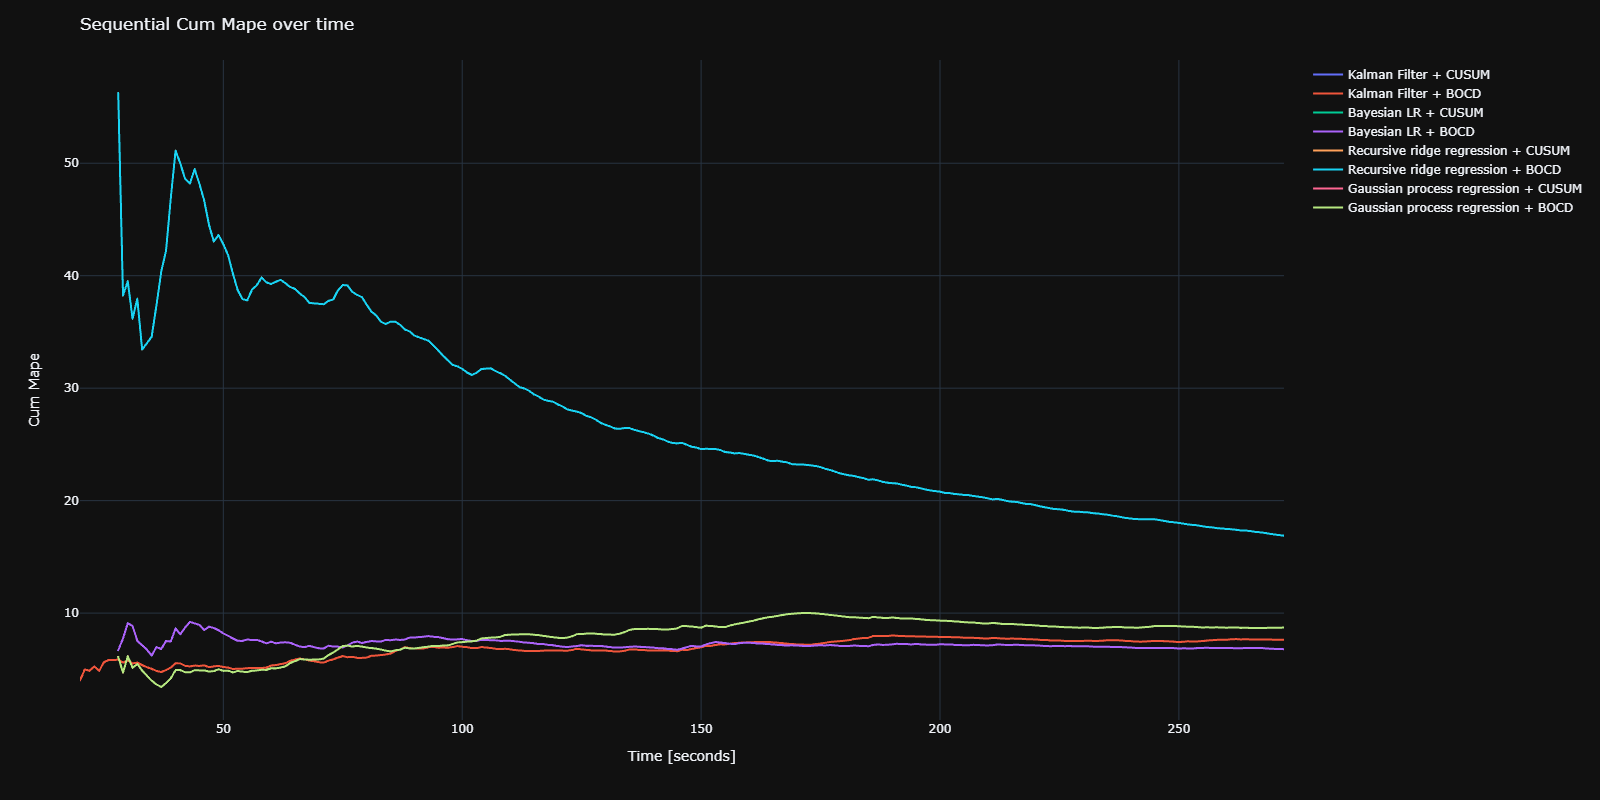 Sequential Cum Mape over time
Kalman Filter + CUSUM
Kalman Filter + BOCD
Bayesian LR + CUSUM
Bayesian LR + BOCD
Recursive ridge regression + CUSUM
Recursive ridge regression + BOCD
Gaussian process regression + CUSUM
Gaussian process regression + BOCD
Cum Mape
50
40
30
20
10
50 100 150 200 250
Time [seconds]